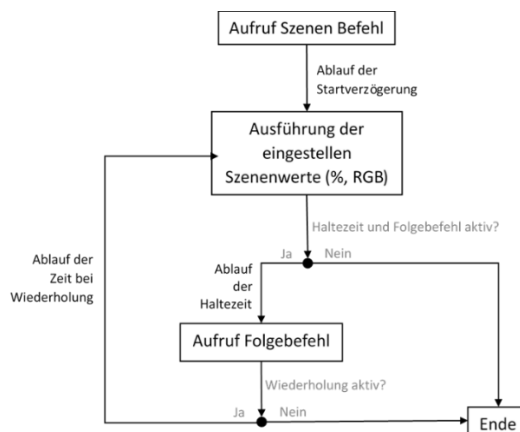 Aufruf Szenen Befehl
Ablauf der
Startverzögerung
Ausführung der
eingestellen
Szenenwerte (%, RGB)
Haltezeit und Folgebefehl aktiv?
Ja
Nein
Ablauf der
Zeit bei
Wiederholung
Ablauf
der
Haltezeit
Aufruf Folgebefehl
Wiederholung aktiv?
Ja
Nein
Ende